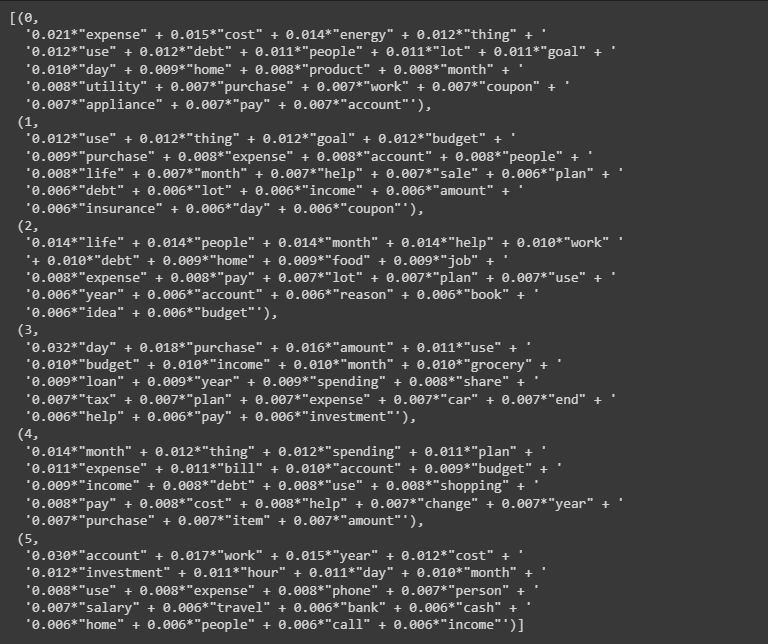 [(0,
'0.021*"expense" + 0.015*"cost" + 0.014*"energy" + 0.012*"thing" + '
'0.012*"use" + 0.012*"debt" + 0.011*"people" + 0.011*"lot" + 0.011*"goal" + '
'0.010*"day" + 0.009*"home" + 0.008*"product" + 0.008*"month" + '
'0.008*"utility" + 0.007*"purchase" + 0.007*"work" + 0.007*"coupon" + '
'0.007*"appliance" + 0.007*"pay" + 0.007*"account"'),
(1,
'0.012*"use" + 0.012*"thing" + 0.012*"goal" + 0.012*"budget" + '
'0.009*"purchase" + 0.008*"expense" + 0.008*"account" + 0.008*"people" + '
'0.008*"life" + 0.007*"month" + 0.007*"help" + 0.007*"sale" + 0.006*"plan" + '
'0.006*"debt" + 0.006*"lot" + 0.006*"income" + 0.006*"amount" + '
'0.006*"insurance" + 0.006*"day" + 0.006*"coupon"'),
(2,
'0.014*"life" + 0.014*"people" + 0.014*"month" + 0.014*"help" + 0.010*"work" '
'+ 0.010*"debt" + 0.009*"home" + 0.009*"food" + 0.009*"job" + '
'0.008*"expense" + 0.008*"pay" + 0.007*"lot" + 0.007*"plan" + 0.007*"use" + '
'0.006*"year" + 0.006*"account" + 0.006*"reason" + 0.006*"book" + '
'0.006*"idea" + 0.006*"budget"'),
(3,
'0.032*"day" + 0.018*"purchase" + 0.016*"amount" + 0.011*"use" + '
'0.010*"budget" + 0.010*"income" + 0.010*"month" + 0.010*"grocery" + '
'0.009*"loan" + 0.009*"year" + 0.009*"spending" + 0.008*"share" + '
'0.007*"tax" + 0.007*"plan" + 0.007*"expense" + 0.007*"car" + 0.007*"end" + '
'0.006*"help" + 0.006*"pay" + 0.006*"investment"'),
(4,
'0.014*"month" + 0.012*"thing" + 0.012*"spending" + 0.011*"plan" + '
'0.011*"expense" + 0.011*"bill" + 0.010*"account" + 0.009*"budget" + '
'0.009*"income" + 0.008*"debt" + 0.008*"use" + 0.008*"shopping" + '
'0.008*"pay" + 0.008*"cost" + 0.008*"help" + 0.007*"change" + 0.007*"year" + '
'0.007*"purchase" + 0.007*"item" + 0.007*"amount"'),
(5,
'0.030*"account" + 0.017*"work" + 0.015*"year" + 0.012*"cost" + '
'0.012*"investment" + 0.011*"hour" + 0.011*"day" + 0.010*"month" + '
'0.008*"use" + 0.008*"expense" + 0.008*"phone" + 0.007*"person" + '
'0.007*"salary" + 0.006*"travel" + 0.006*"bank" + 0.006*"cash" + '
'0.006*"home" + 0.006*"people" + 0.006*"call" + 0.006*"income"')]